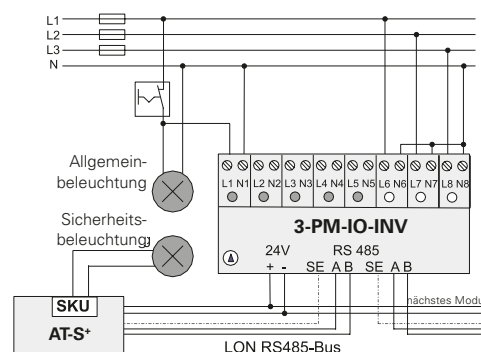 L1
L2
L3
N
Allgemein-
beleuchtung
L1 N1 L2 N2 L3 N3 L4 N4 L5 N5 L6 N6 L7 N7 L8 N8
3-PM-IO-INV
Sicherheits-
beleuchtung
24V RS 485
+ - SE A B SE A B
SKU
AT-S+
nächstes Modu
LON RS485-Bus